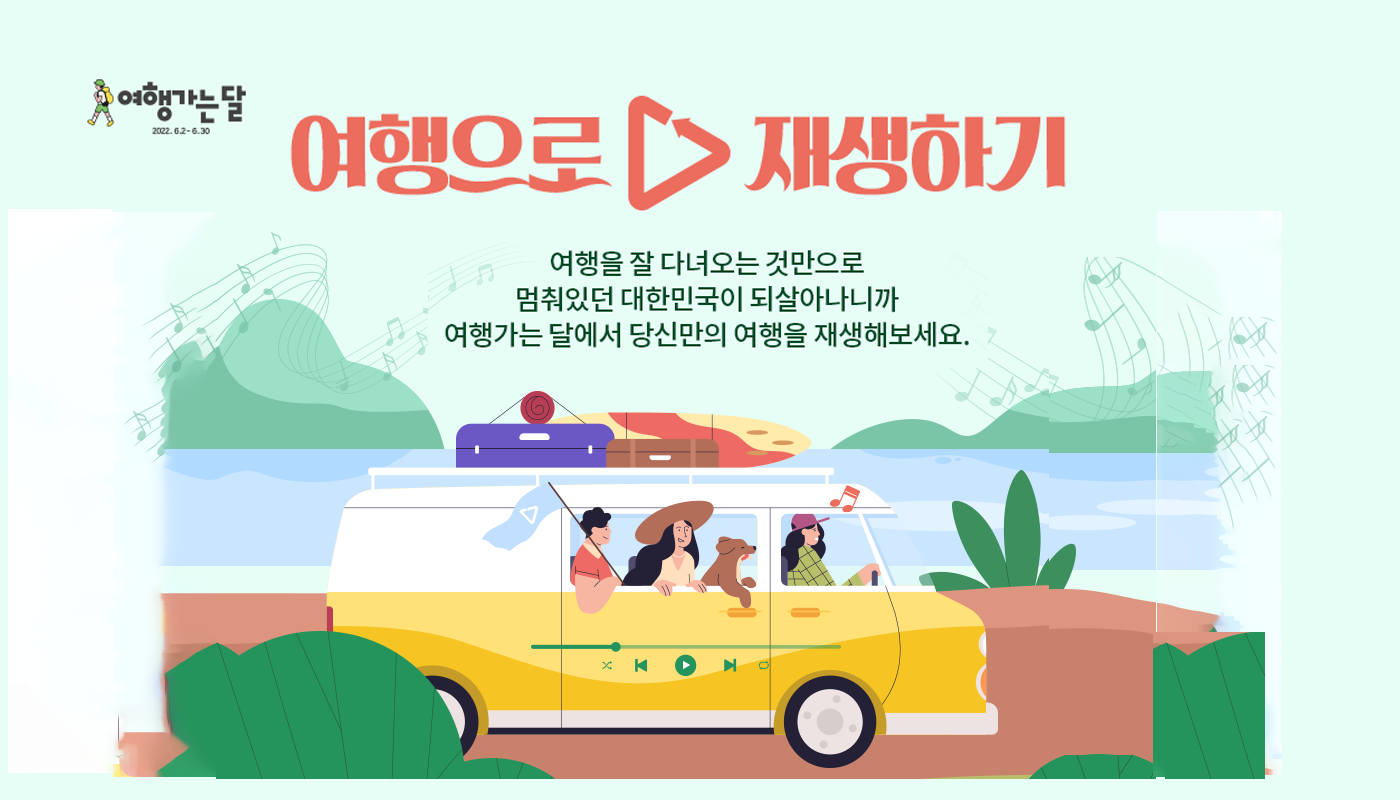 여행가는달
2022. 6.2 - 6.30
여행으로 재생하기
여행을 잘 다녀오는 것만으로
멈춰있던 대한민국이 되살아나니까
여행가는 달에서 당신만의 여행을 재생해보세요.